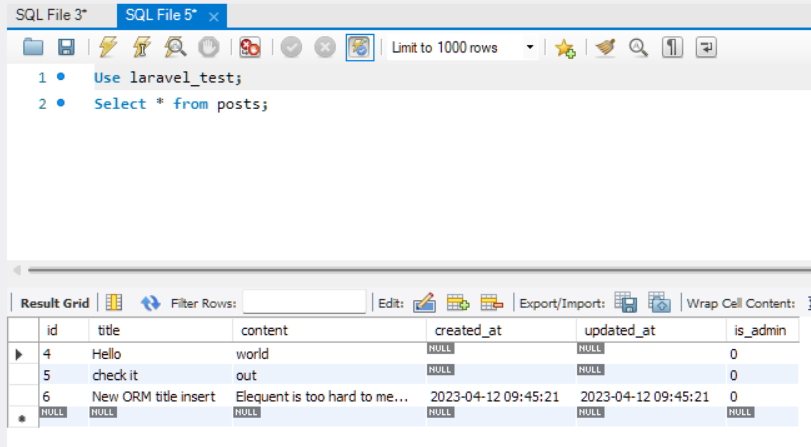 SQL File 3* SQL File 5* ×
Limit to 1000 rows
1 Use laravel_test;
2 Select * from posts;
Result Grid Filter Rows: Edit: Export/Import: Wrap Cell Content:
id title content created_at updated_at is_admin
4 Hello world NULL NULL 0
5 check it out NULL NULL 0
6 New ORM title insert Elequent is too hard to me... 2023-04-12 09:45:21 2023-04-12 09:45:21 0
NULL NULL NULL NULL NULL NULL